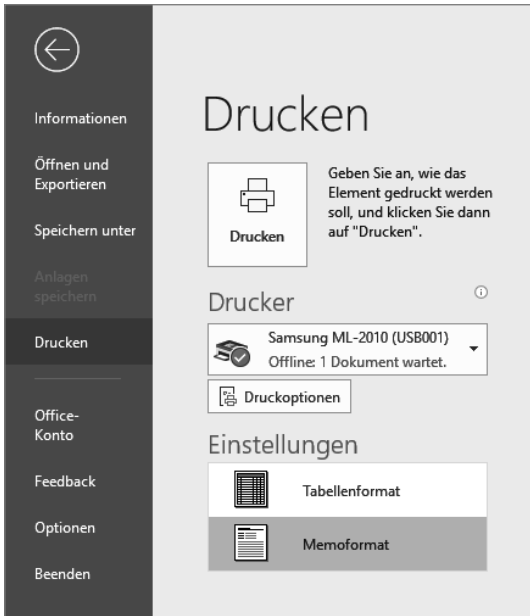 Informationen
Öffnen und
Exportieren
Speichern unter
Anlagen
speichern
Drucken
Office-
Konto
Feedback
Optionen
Beenden
Drucken
Drucken
Geben Sie an, wie das
Element gedruckt werden
soll, und klicken Sie dann
auf "Drucken".
Drucker
Samsung ML-2010 (USB001)
Offline: 1 Dokument wartet.
Druckoptionen
Einstellungen
Tabellenformat
Memoformat